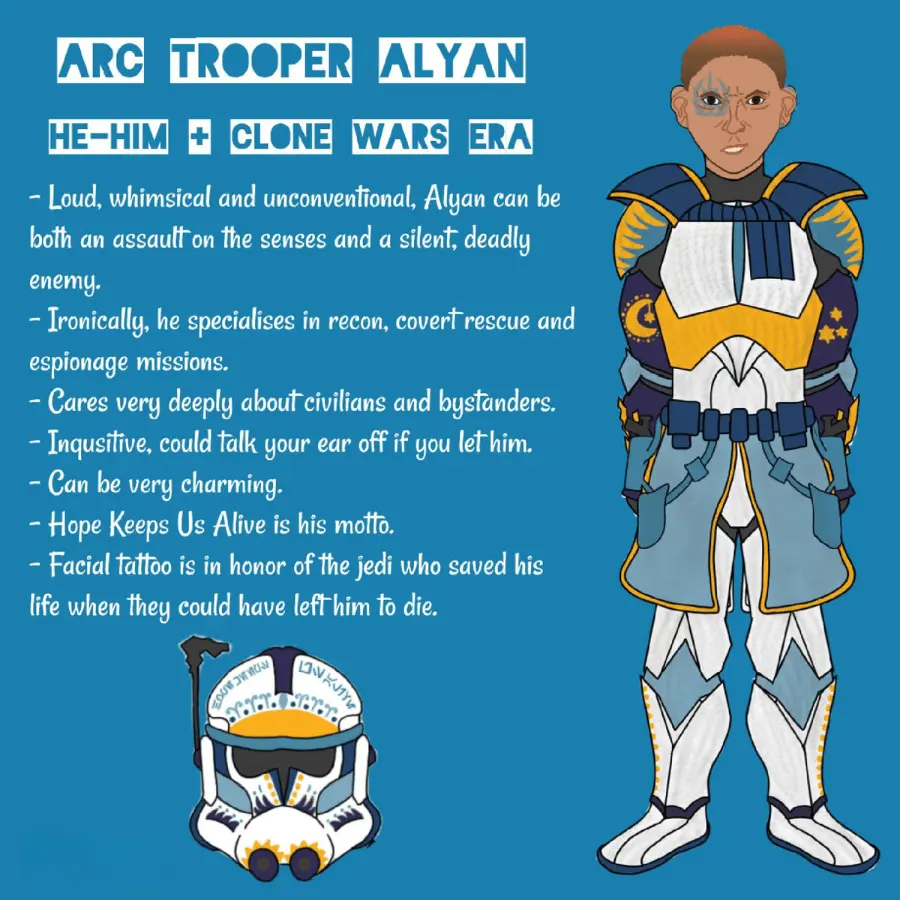 ARC TROOPER ALYAN
HE-HIM + CLONE WARS ERA
- Loud, whimsical and unconventional, Alyan can be
both an assault on the senses and a silent, deadly
enemy.
- Ironically, he specialises in recon, covert rescue and
espionage missions.
- Cares very deeply about civilians and bystanders.
- Inqusitive, could talk your ear off if you let him.
- Can be very charming.
- Hope Keeps Us Alive is his motto.
- Facial tattoo is in honor of the jedi who saved his
life when they could have left him to die.